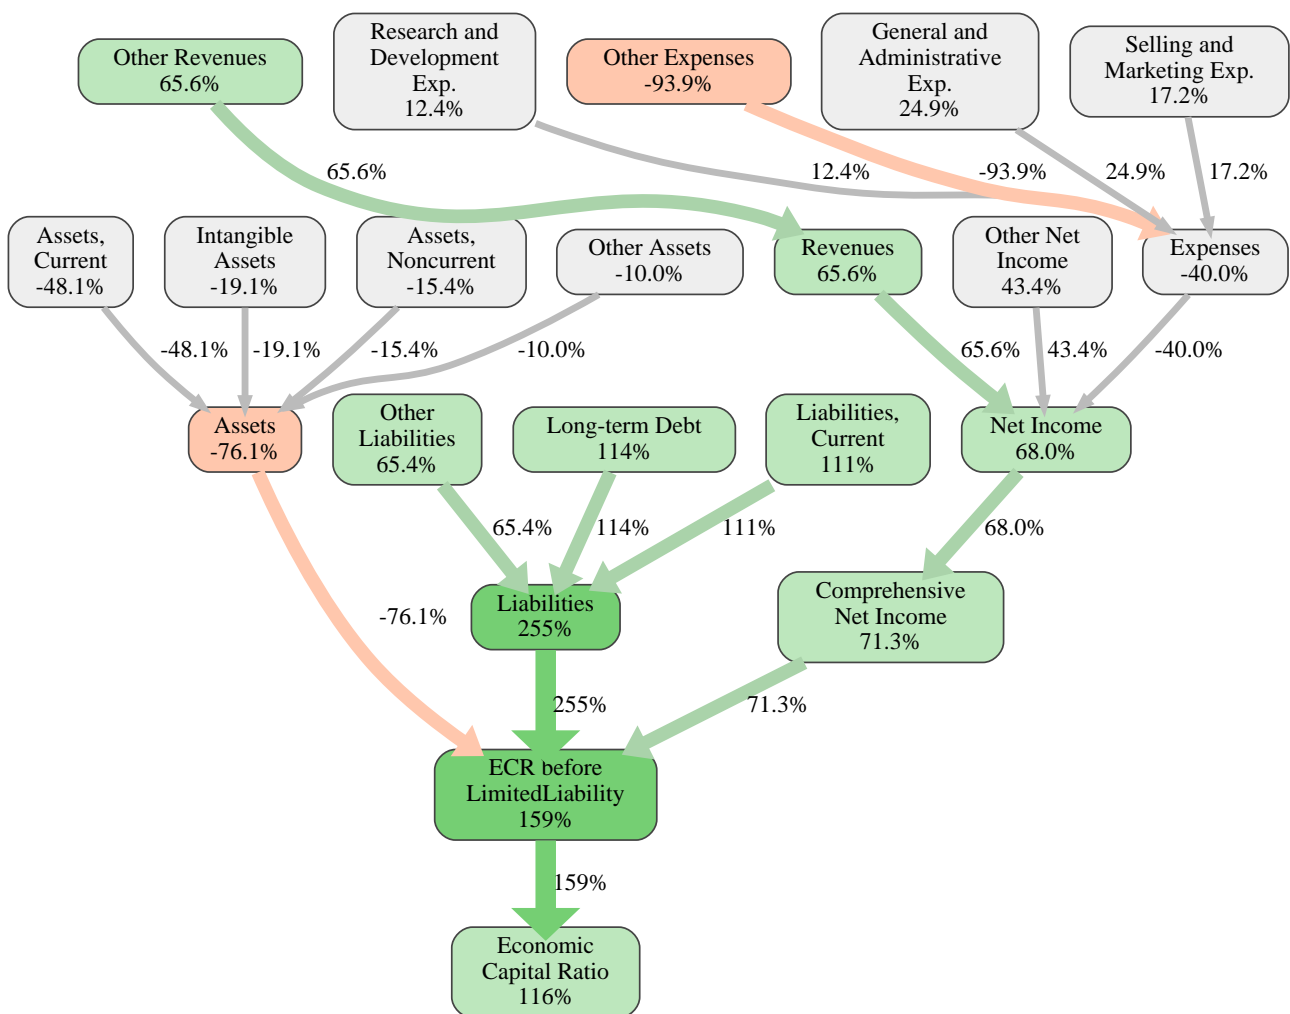 Other Revenues
65.6%
Research and
Development
Exp.
12.4%
Other Expenses
-93.9%
General and
Administrative
Exp.
24.9%
Selling and
Marketing Exp.
17.2%
65.6%
12.4%
-93.9%
24.9%
17.2%
Assets,
Current
-48.1%
Intangible
Assets
-19.1%
Assets,
Noncurrent
-15.4%
Other Assets
-10.0%
Revenues
65.6%
Other Net
Income
43.4%
Expenses
-40.0%
-48.1%
-19.1%
-15.4%
-10.0%
65.6%
43.4%
-40.0%
Assets
-76.1%
Other
Liabilities
65.4%
Long-term Debt
114%
Liabilities,
Current
111%
Net Income
68.0%
65.4%
114%
111%
68.0%
Liabilities
255%
Comprehensive
Net Income
71.3%
-76.1%
255%
71.3%
ECR before
LimitedLiability
159%
159%
Economic
Capital Ratio
116%